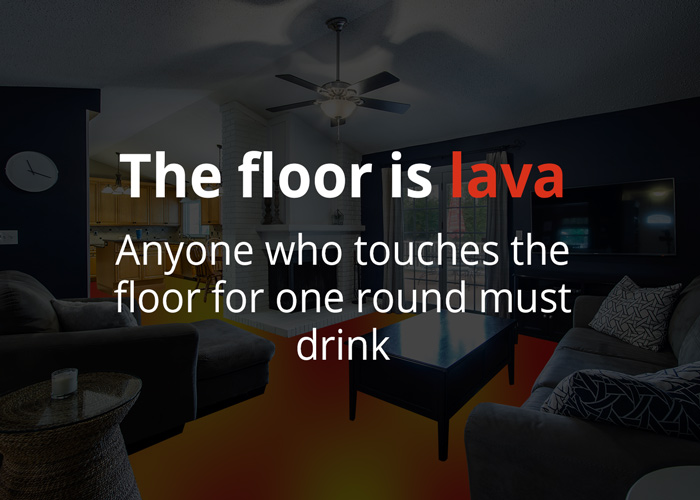 The floor is lava
Anyone who touches the
floor for one round must
drink